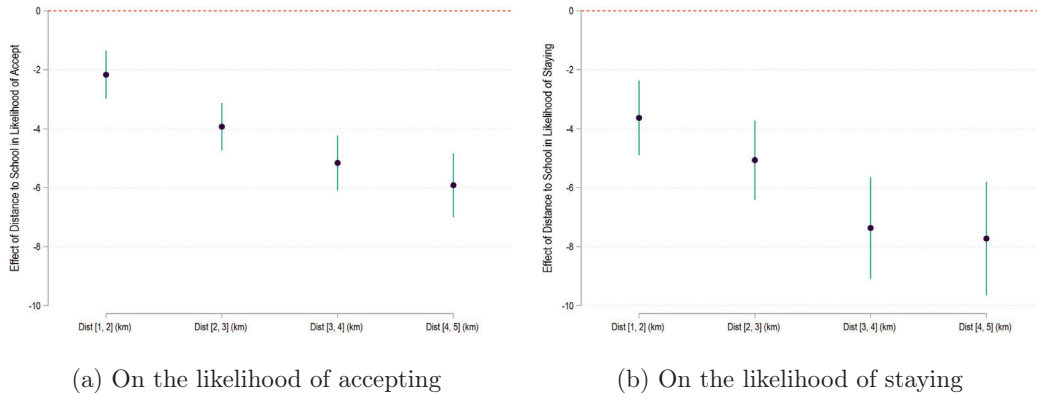 Effect of Distance to School in Likelihood of Accept
0
-2
-4
-6
-8
-10
Dist [1, 2] (km)
Dist [2, 3] (km)
Dist [3, 4] (km)
Dist [4, 5] (km)
(a) On the likelihood of accepting
Effect of Distance to School in Likelihood of Staying
0
-2
-4
-6
-8
-10
Dist [1, 2] (km)
Dist [2, 3] (km)
Dist [3, 4] (km)
Dist [4, 5] (km)
(b) On the likelihood of staying